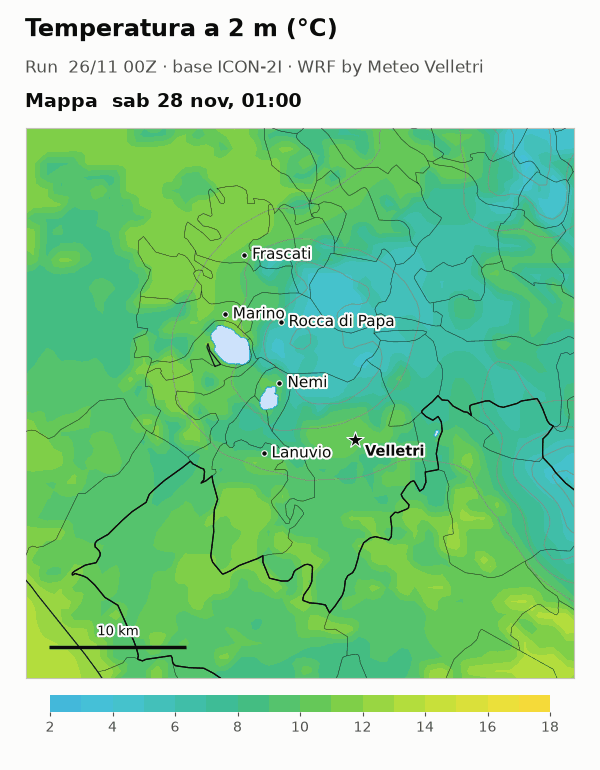 Temperatura a 2 m (°C)
Run  26/11 00Z · base ICON-2I · WRF by Meteo Velletri
Mappa  sab 28 nov, 01:00
Frascati
Marino
Rocca di Papa
Nemi
Velletri
Lanuvio
10 km
2 4 6 8 10 12 14 16 18